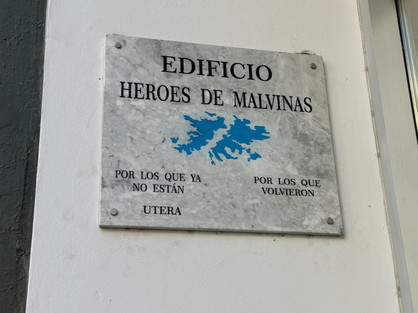 EDIFICIO
HEROES DE MALVINAS
POR LOS QUE YA
NO ESTÁN
POR LOS QUE
VOLVIERON
UTERA